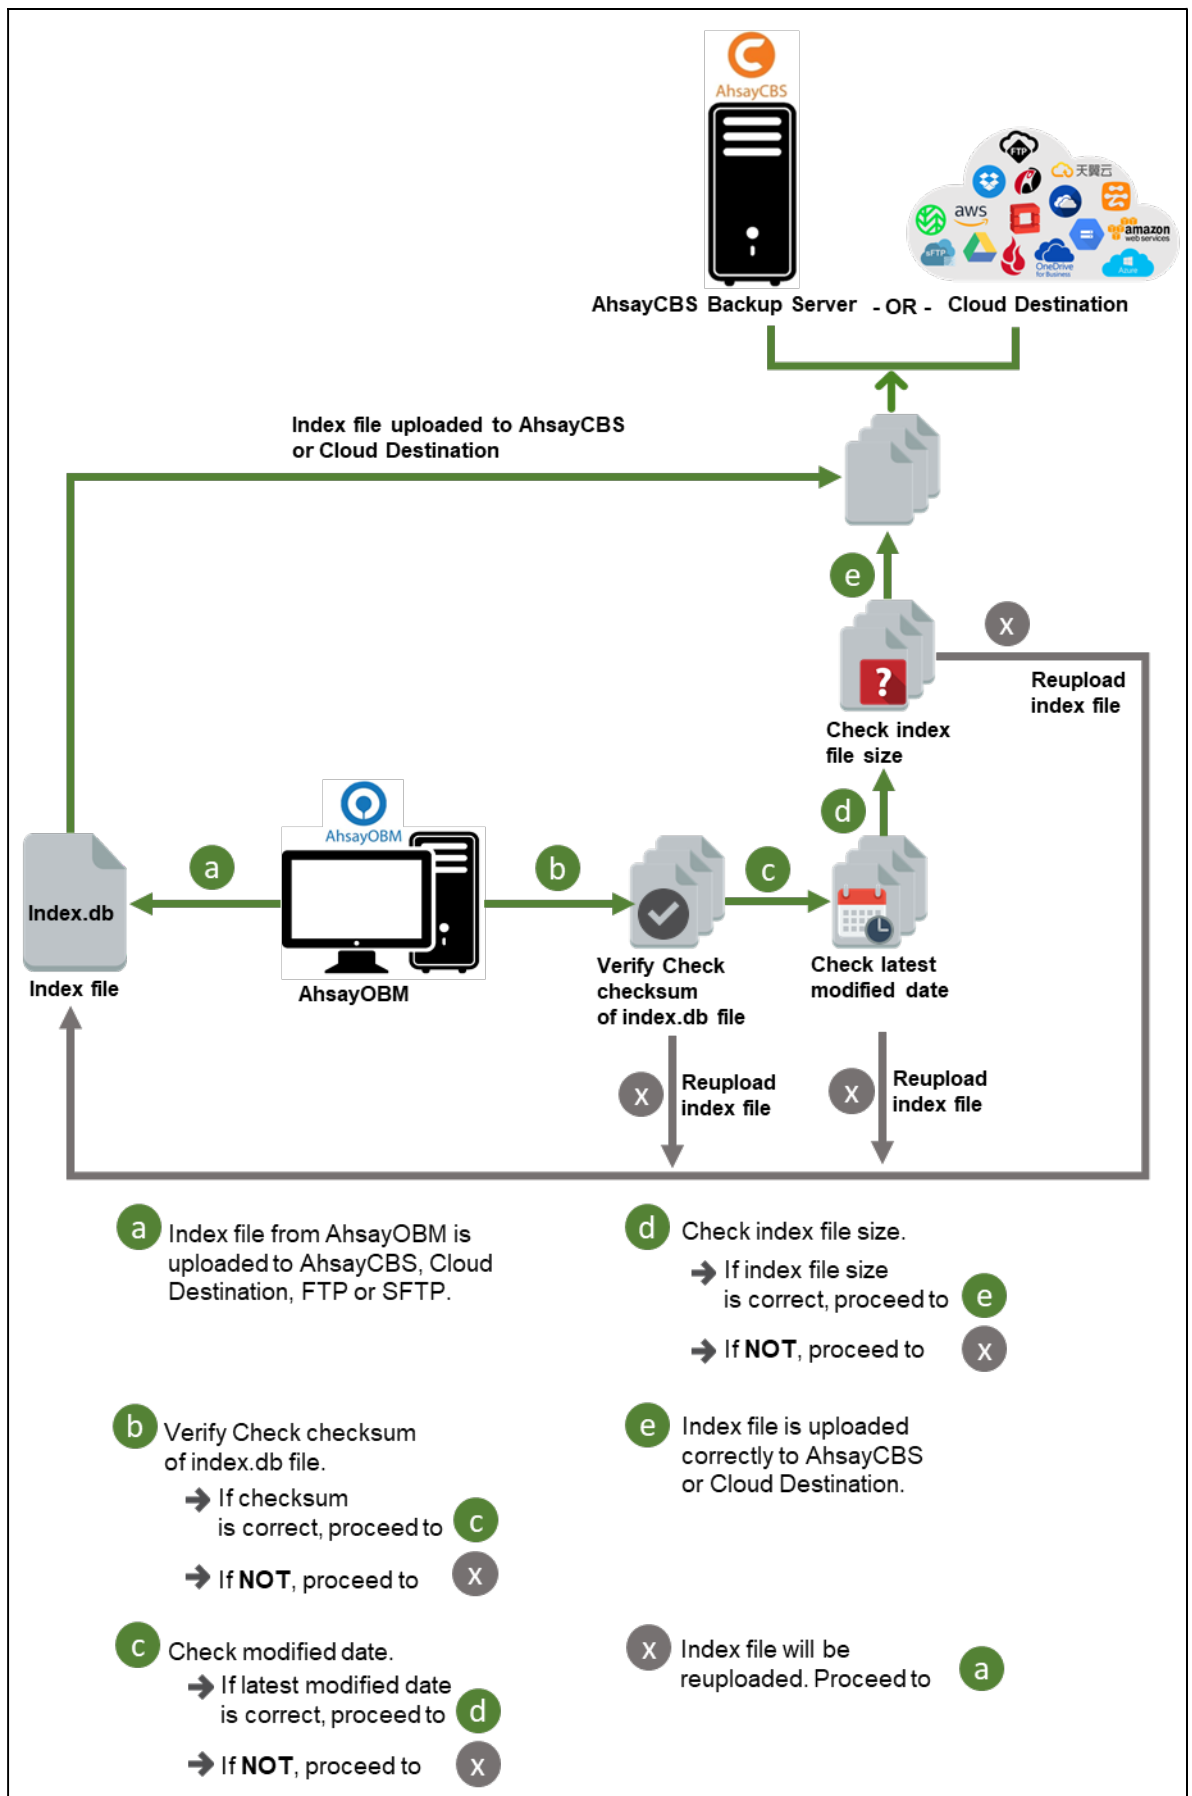 AhsayCBS
FTP
天翼云
aws
amazon
web services
sFTP
OneDrive
for Business
Azure
AhsayCBS Backup Server - OR - Cloud Destination
Index file uploaded to AhsayCBS
or Cloud Destination
e
x
?
Reupload
index file
Check index
file size
d
AhsayOBM
a
b
c
Index.db
Index file
AhsayOBM
Verify Check
checksum
of index.db file
Check latest
modified date
x
Reupload
index file
x
Reupload
index file
a
Index file from AhsayOBM is
uploaded to AhsayCBS, Cloud
Destination, FTP or SFTP.
b
Verify Check checksum
of index.db file.
If checksum
is correct, proceed to c
If NOT, proceed to x
c
Check modified date.
If latest modified date
is correct, proceed to d
If NOT, proceed to x
d
Check index file size.
If index file size
is correct, proceed to e
If NOT, proceed to x
e
Index file is uploaded
correctly to AhsayCBS
or Cloud Destination.
x
Index file will be
reuploaded. Proceed to a